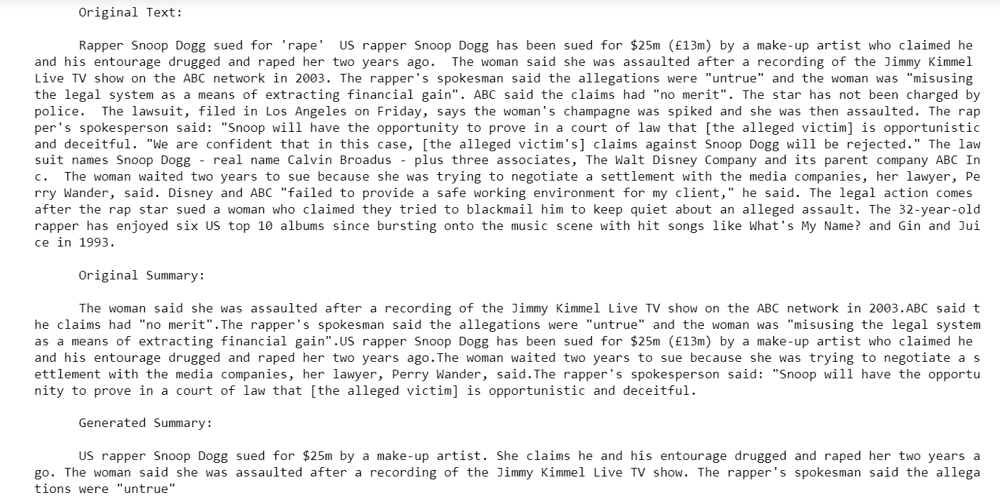 Original Text:
Rapper Snoop Dogg sued for 'rape'  US rapper Snoop Dogg has been sued for $25m (£13m) by a make-up artist who claimed he
and his entourage drugged and raped her two years ago.  The woman said she was assaulted after a recording of the Jimmy Kimmel
Live TV show on the ABC network in 2003. The rapper's spokesman said the allegations were "untrue" and the woman was "misusing
the legal system as a means of extracting financial gain". ABC said the claims had "no merit". The star has not been charged by
police.  The lawsuit, filed in Los Angeles on Friday, says the woman's champagne was spiked and she was then assaulted. The rap
per's spokesperson said: "Snoop will have the opportunity to prove in a court of law that [the alleged victim] is opportunistic
and deceitful. "We are confident that in this case, [the alleged victim's] claims against Snoop Dogg will be rejected." The law
suit names Snoop Dogg - real name Calvin Broadus - plus three associates, The Walt Disney Company and its parent company ABC In
c.  The woman waited two years to sue because she was trying to negotiate a settlement with the media companies, her lawyer, Pe
rry Wander, said. Disney and ABC "failed to provide a safe working environment for my client," he said. The legal action comes
after the rap star sued a woman who claimed they tried to blackmail him to keep quiet about an alleged assault. The 32-year-old
rapper has enjoyed six US top 10 albums since bursting onto the music scene with hit songs like What's My Name? and Gin and Jui
ce in 1993.
Original Summary:
The woman said she was assaulted after a recording of the Jimmy Kimmel Live TV show on the ABC network in 2003.ABC said t
he claims had "no merit".The rapper's spokesman said the allegations were "untrue" and the woman was "misusing the legal system
as a means of extracting financial gain".US rapper Snoop Dogg has been sued for $25m (£13m) by a make-up artist who claimed he
and his entourage drugged and raped her two years ago.The woman waited two years to sue because she was trying to negotiate a s
ettlement with the media companies, her lawyer, Perry Wander, said.The rapper's spokesperson said: "Snoop will have the opportu
nity to prove in a court of law that [the alleged victim] is opportunistic and deceitful.
Generated Summary:
US rapper Snoop Dogg sued for $25m by a make-up artist. She claims he and his entourage drugged and raped her two years a
go. The woman said she was assaulted after a recording of the Jimmy Kimmel Live TV show. The rapper's spokesman said the allega
tions were "untrue"